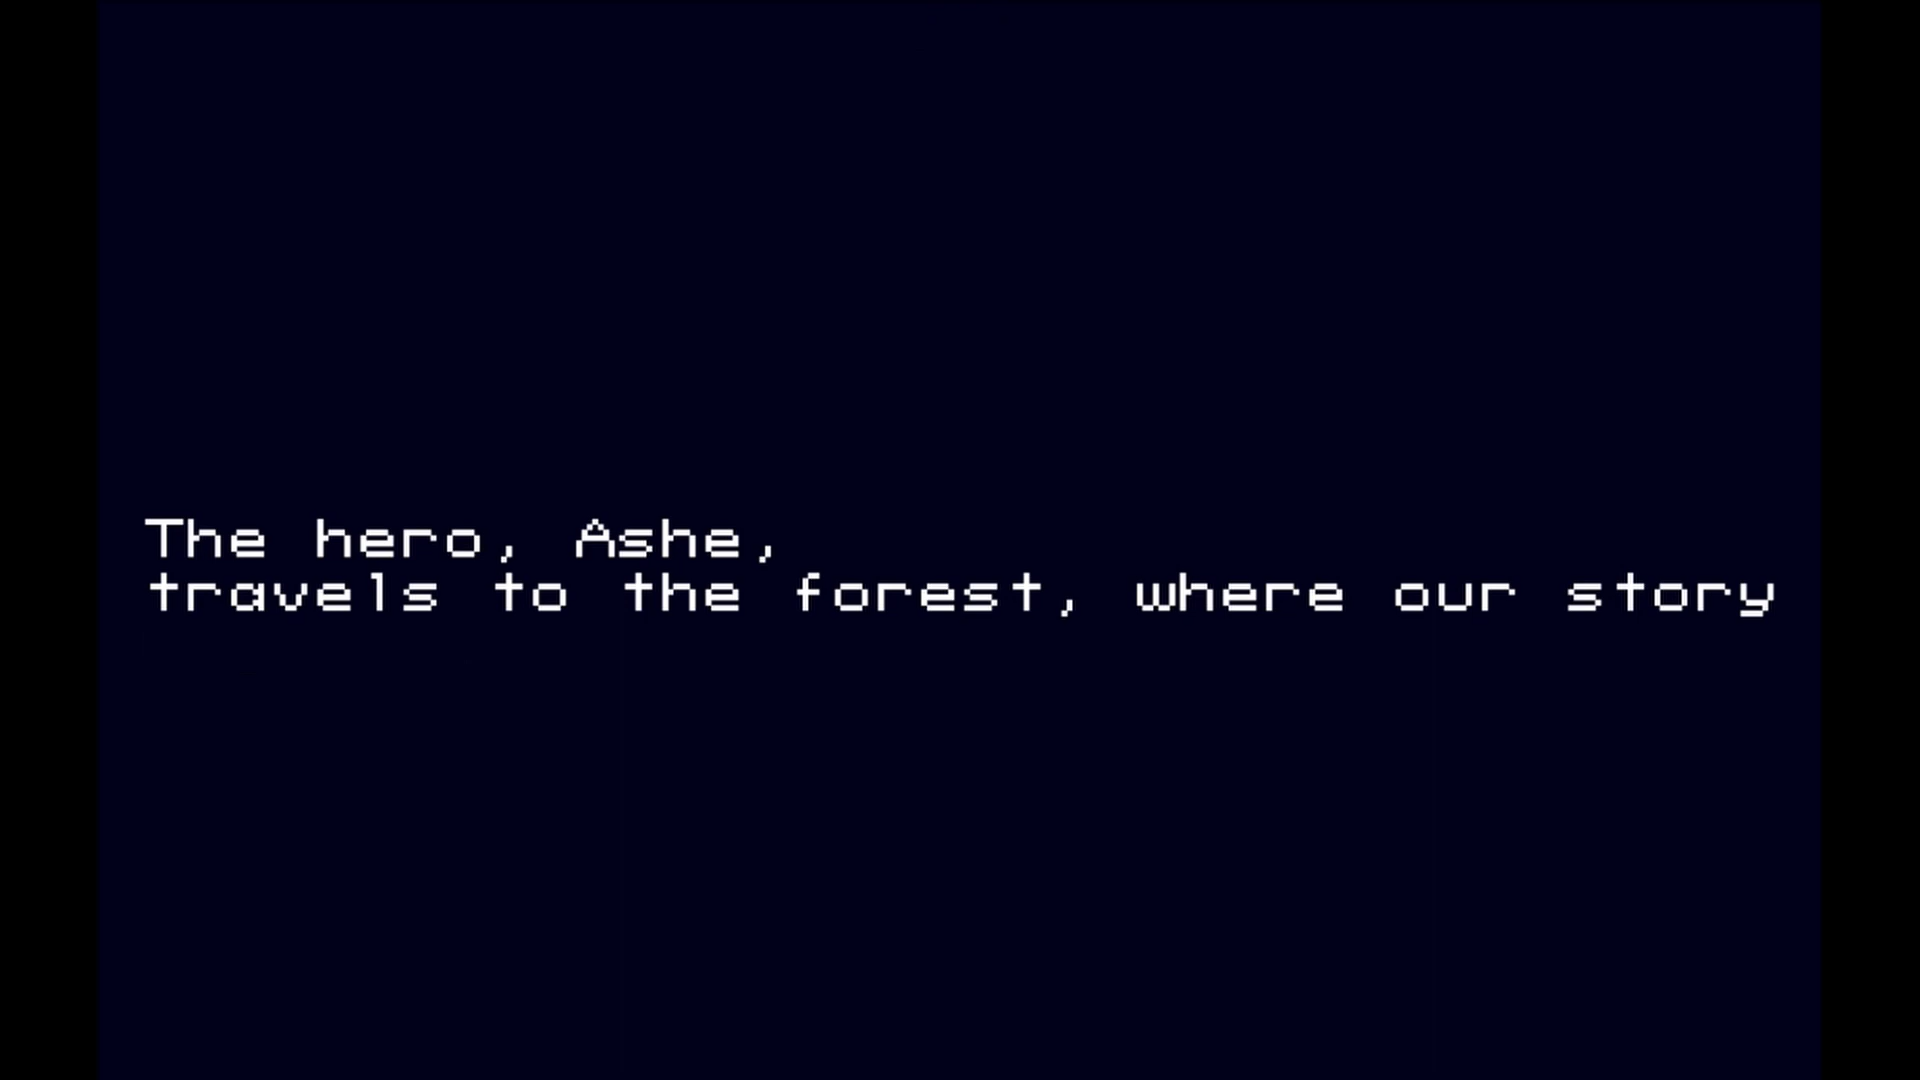 The hero, Ashe,
travels to the forest, where our story